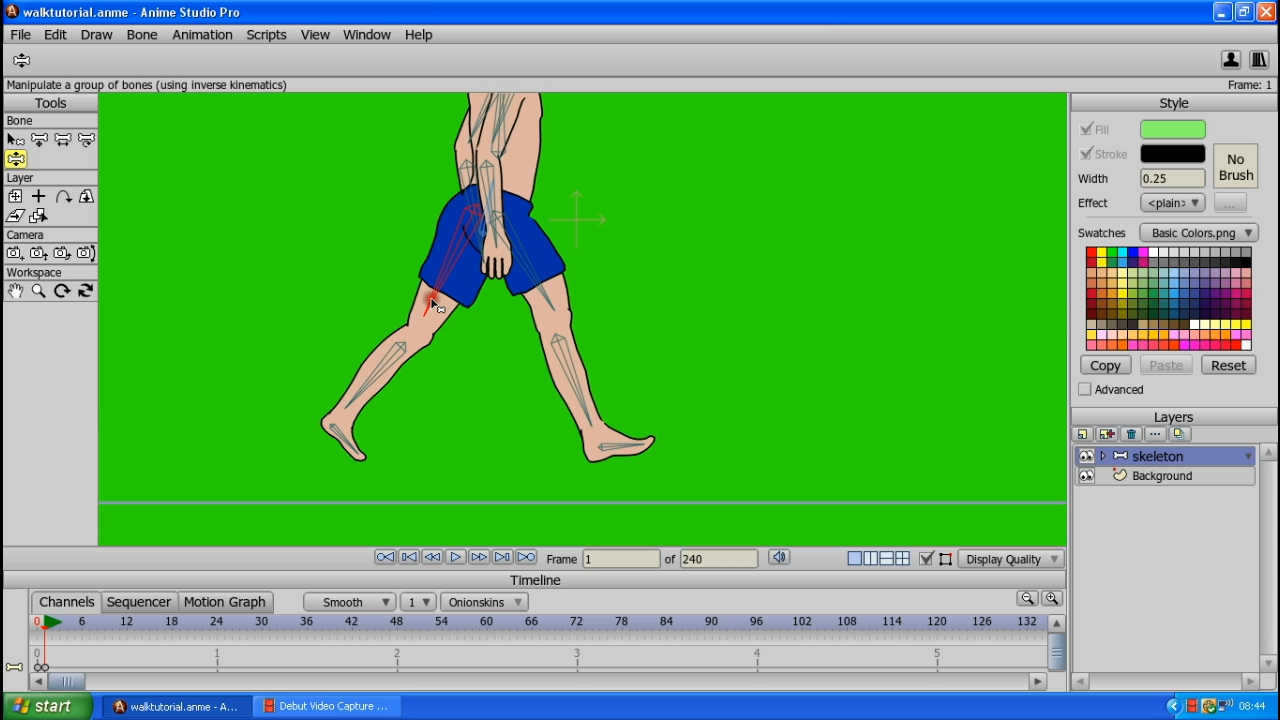 walktutorial.anme - Anime Studio Pro
File Edit Draw Bone Animation Scripts View Window Help
Manipulate a group of bones (using inverse kinematics) Frame: 1
Tools
Bone
Layer
Camera
Workspace
Style
Fill
Stroke
No Brush
Width 0.25
Effect <plain>
...
Swatches Basic Colors.png
Copy Paste Reset
Advanced
Layers
skeleton
Background
Frame 1 of 240 Display Quality
Timeline
Channels Sequencer Motion Graph Smooth 1 Onionskins
0 6 12 18 24 30 36 42 48 54 60 66 72 78 84 90 96 102 108 114 120 126 132
0 1 2 3 4 5
start walktutorial.anme - A... Debut Video Capture ... 08:44